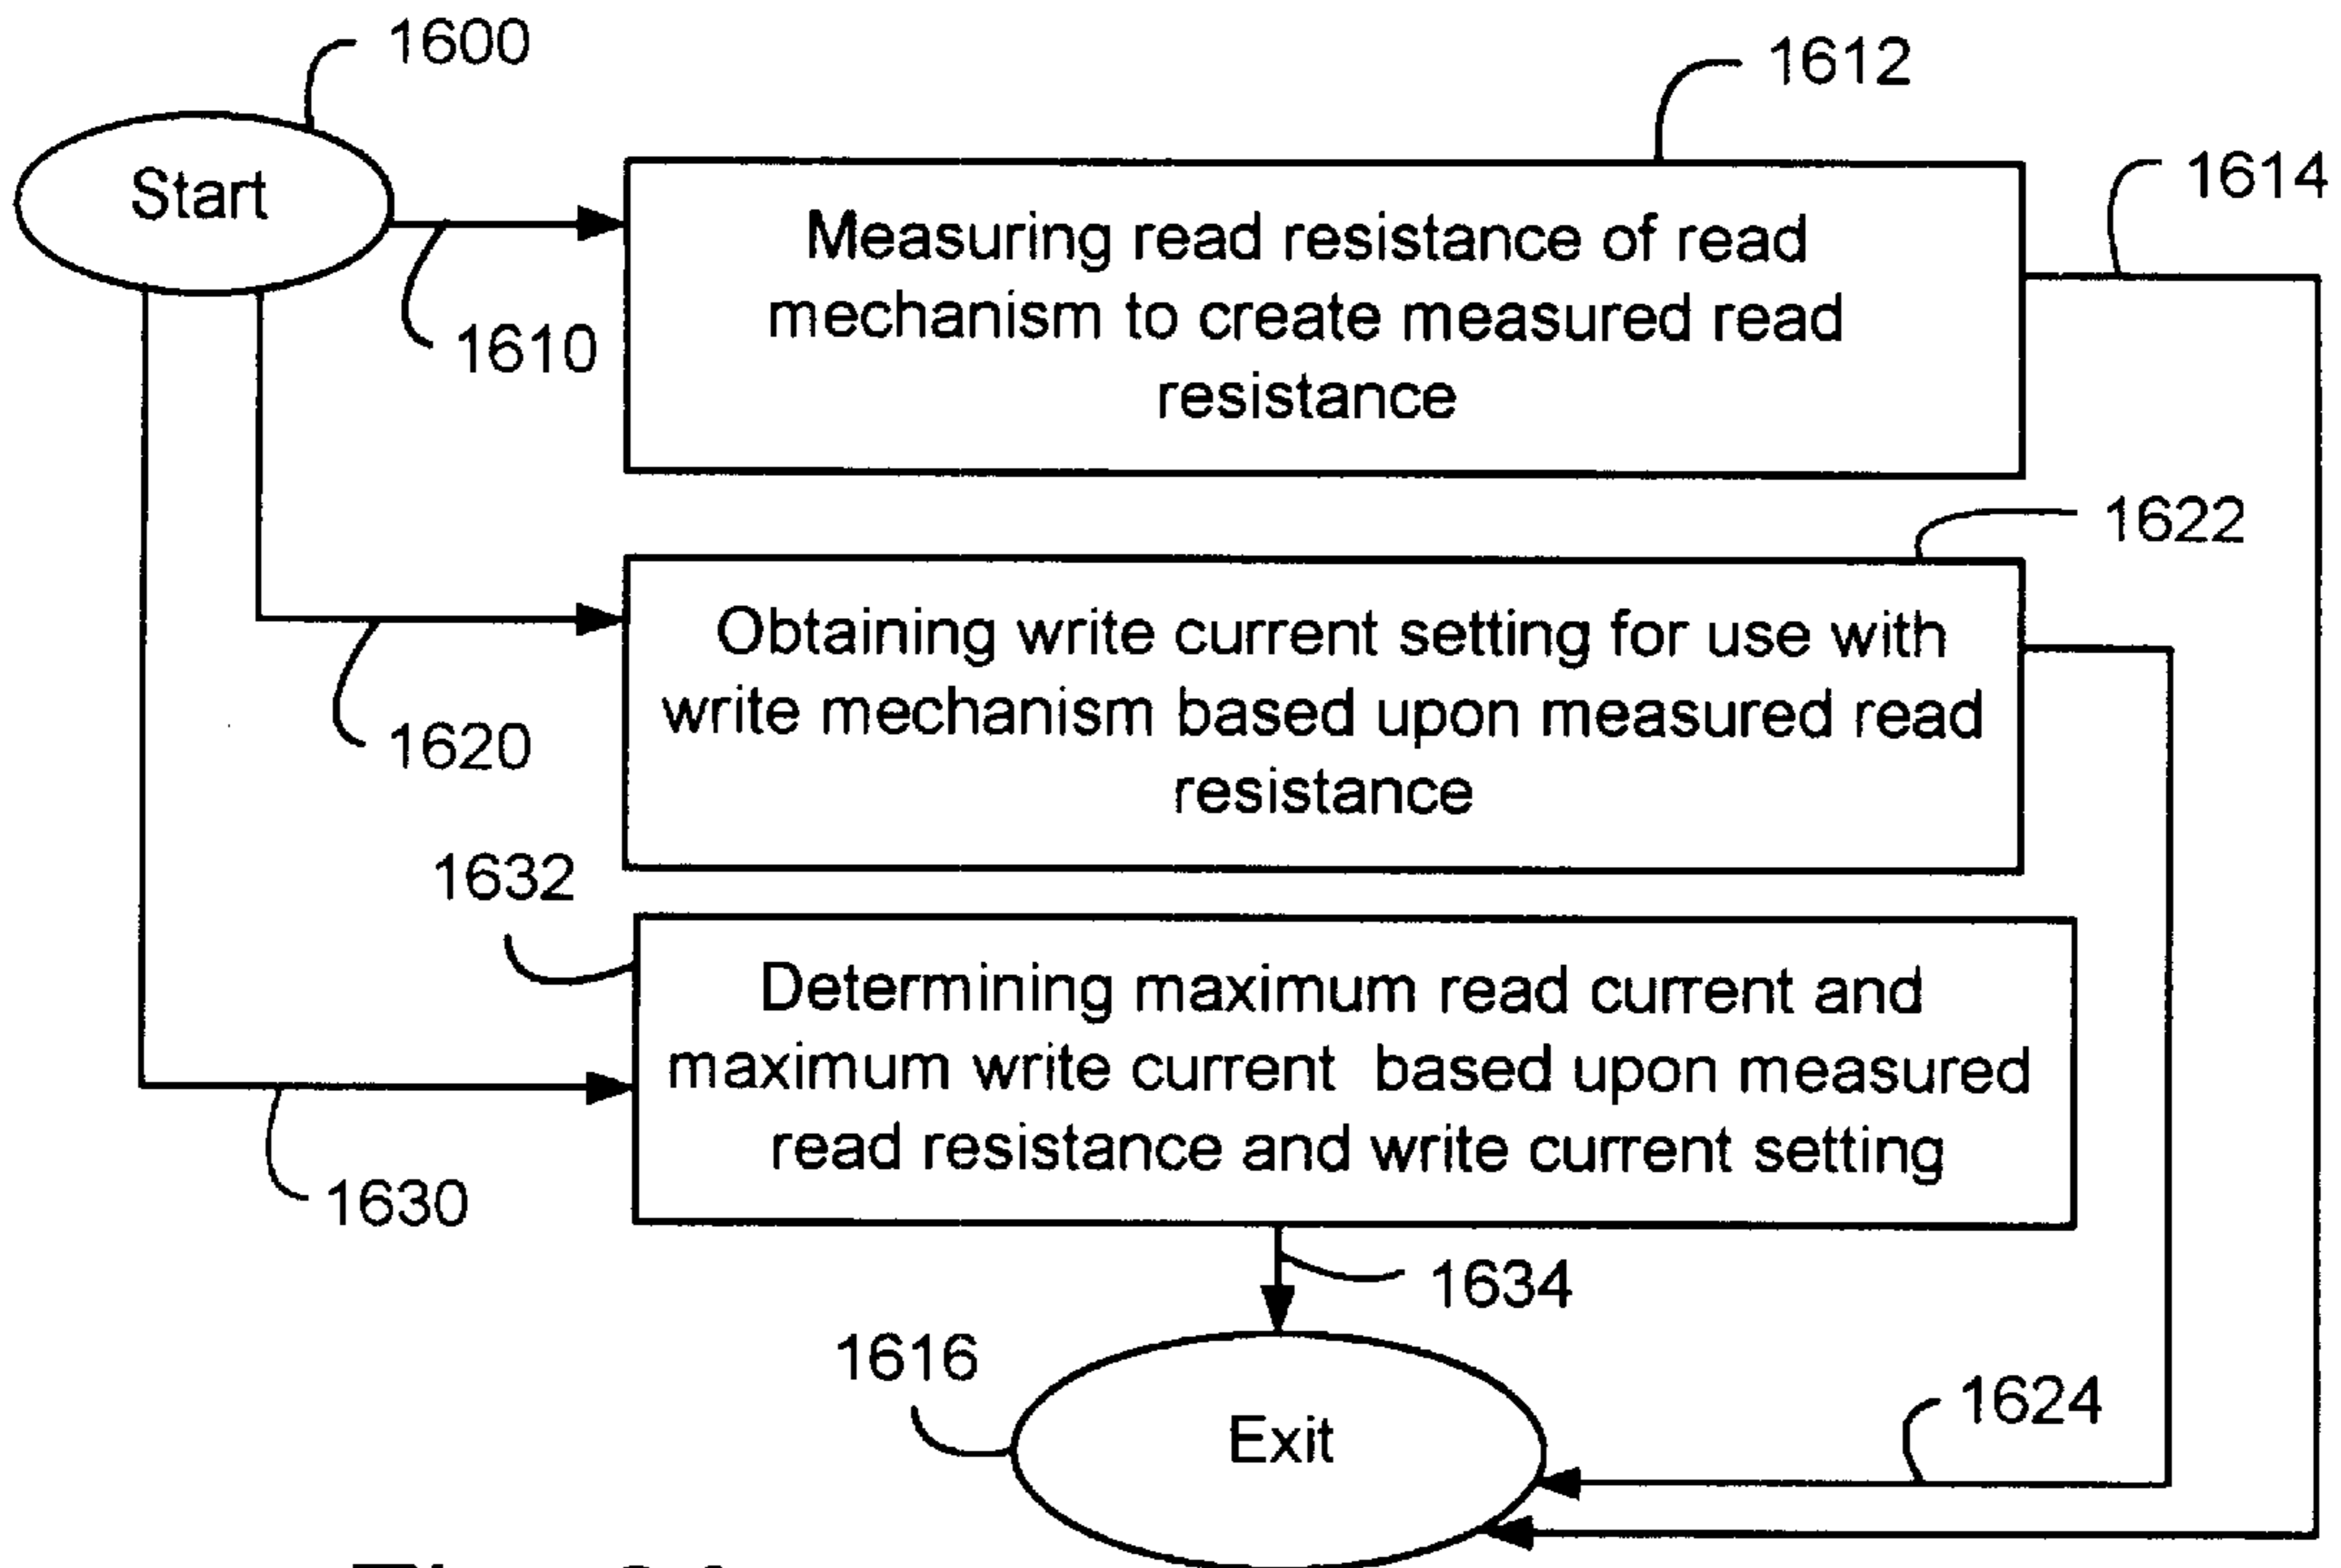 1600
1612
Start
1614
Measuring read resistance of read
mechanism to create measured read
resistance
1610
1622
Obtaining write current setting for use with
write mechanism based upon measured read
resistance
1620
1632
Determining maximum read current and
maximum write current based upon measured
read resistance and write current setting
1630
1634
1616
Exit
1624